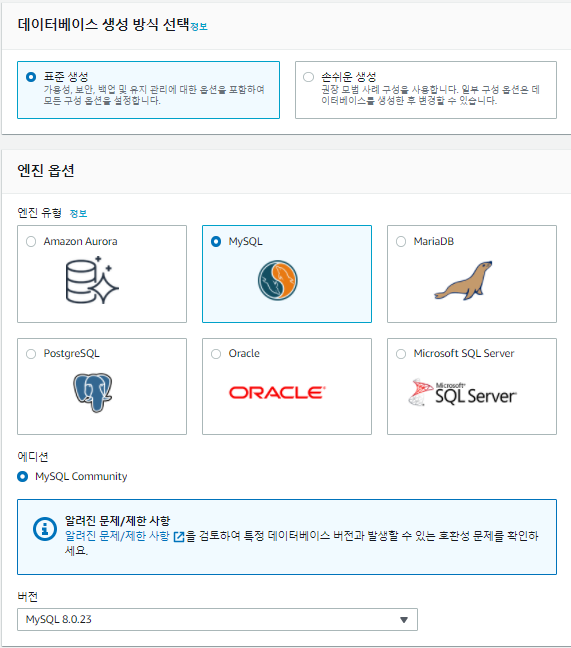 데이터베이스 생성 방식 선택 정보
표준 생성
가용성, 보안, 백업 및 유지 관리에 대한 옵션을 포함하여
모든 구성 옵션을 설정합니다.
손쉬운 생성
권장 모범 사례 구성을 사용합니다. 일부 구성 옵션은 데
이터베이스를 생성한 후 변경할 수 있습니다.
엔진 옵션
엔진 유형 정보
Amazon Aurora
MySQL
MariaDB
PostgreSQL
Oracle
ORACLE
Microsoft SQL Server
Microsoft
SQL Server
에디션
MySQL Community
알려진 문제/제한 사항
알려진 문제/제한 사항 을 검토하여 특정 데이터베이스 버전과 발생할 수 있는 호환성 문제를 확인하
세요.
버전
MySQL 8.0.23